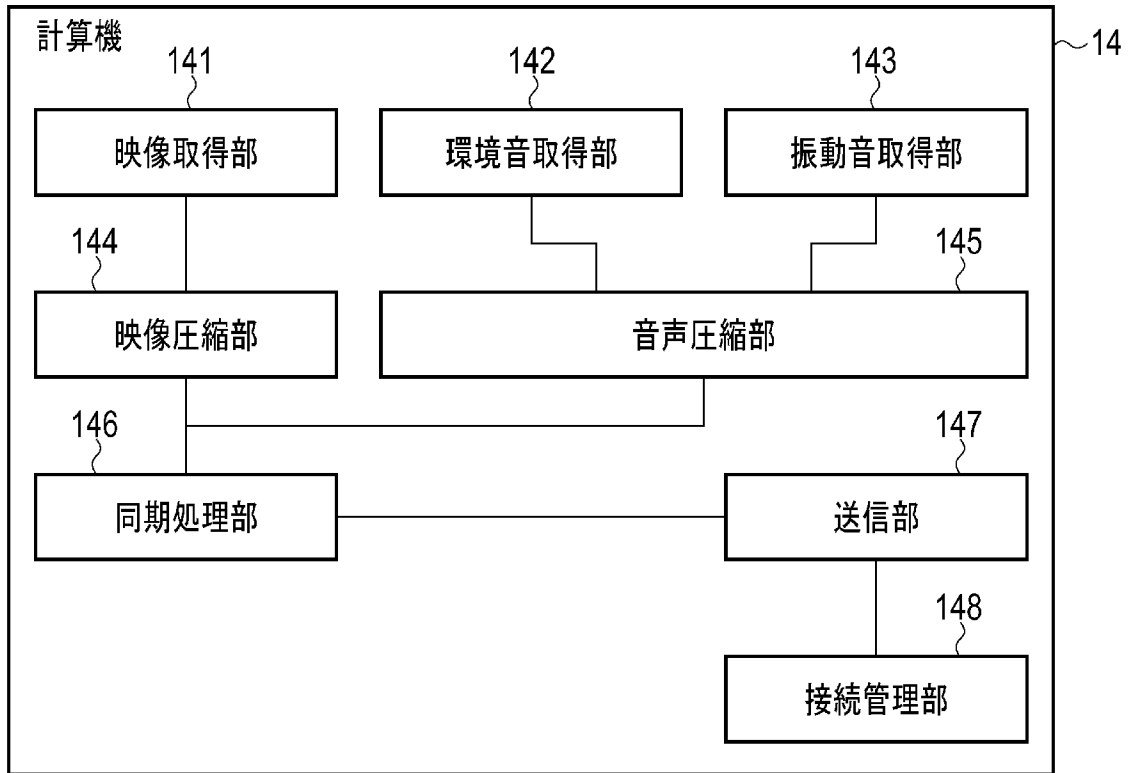 計算機
14
141
142
143
映像取得部
環境音取得部
振動音取得部
144
145
映像圧縮部
音声圧縮部
146
147
同期処理部
送信部
148
接続管理部